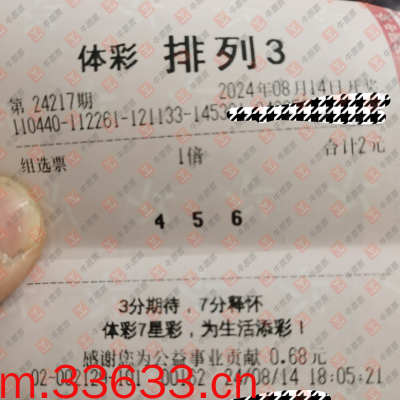 体彩 排列3
第 24217期 2024年08月14日开奖
110440-112261-121133-1453
组选票 1倍 合计2元
4 5 6
3分期待，7分释怀
体彩7星彩，为生活添彩！
感谢您为公益事业贡献 0.68元
24/08/14 18:05:21
m.33633.cn